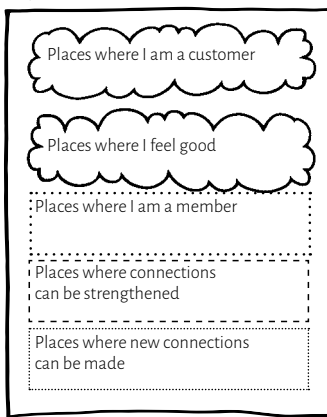 Places where I am a customer
Places where I feel good
Places where I am a member
Places where connections
can be strengthened
Places where new connections
can be made